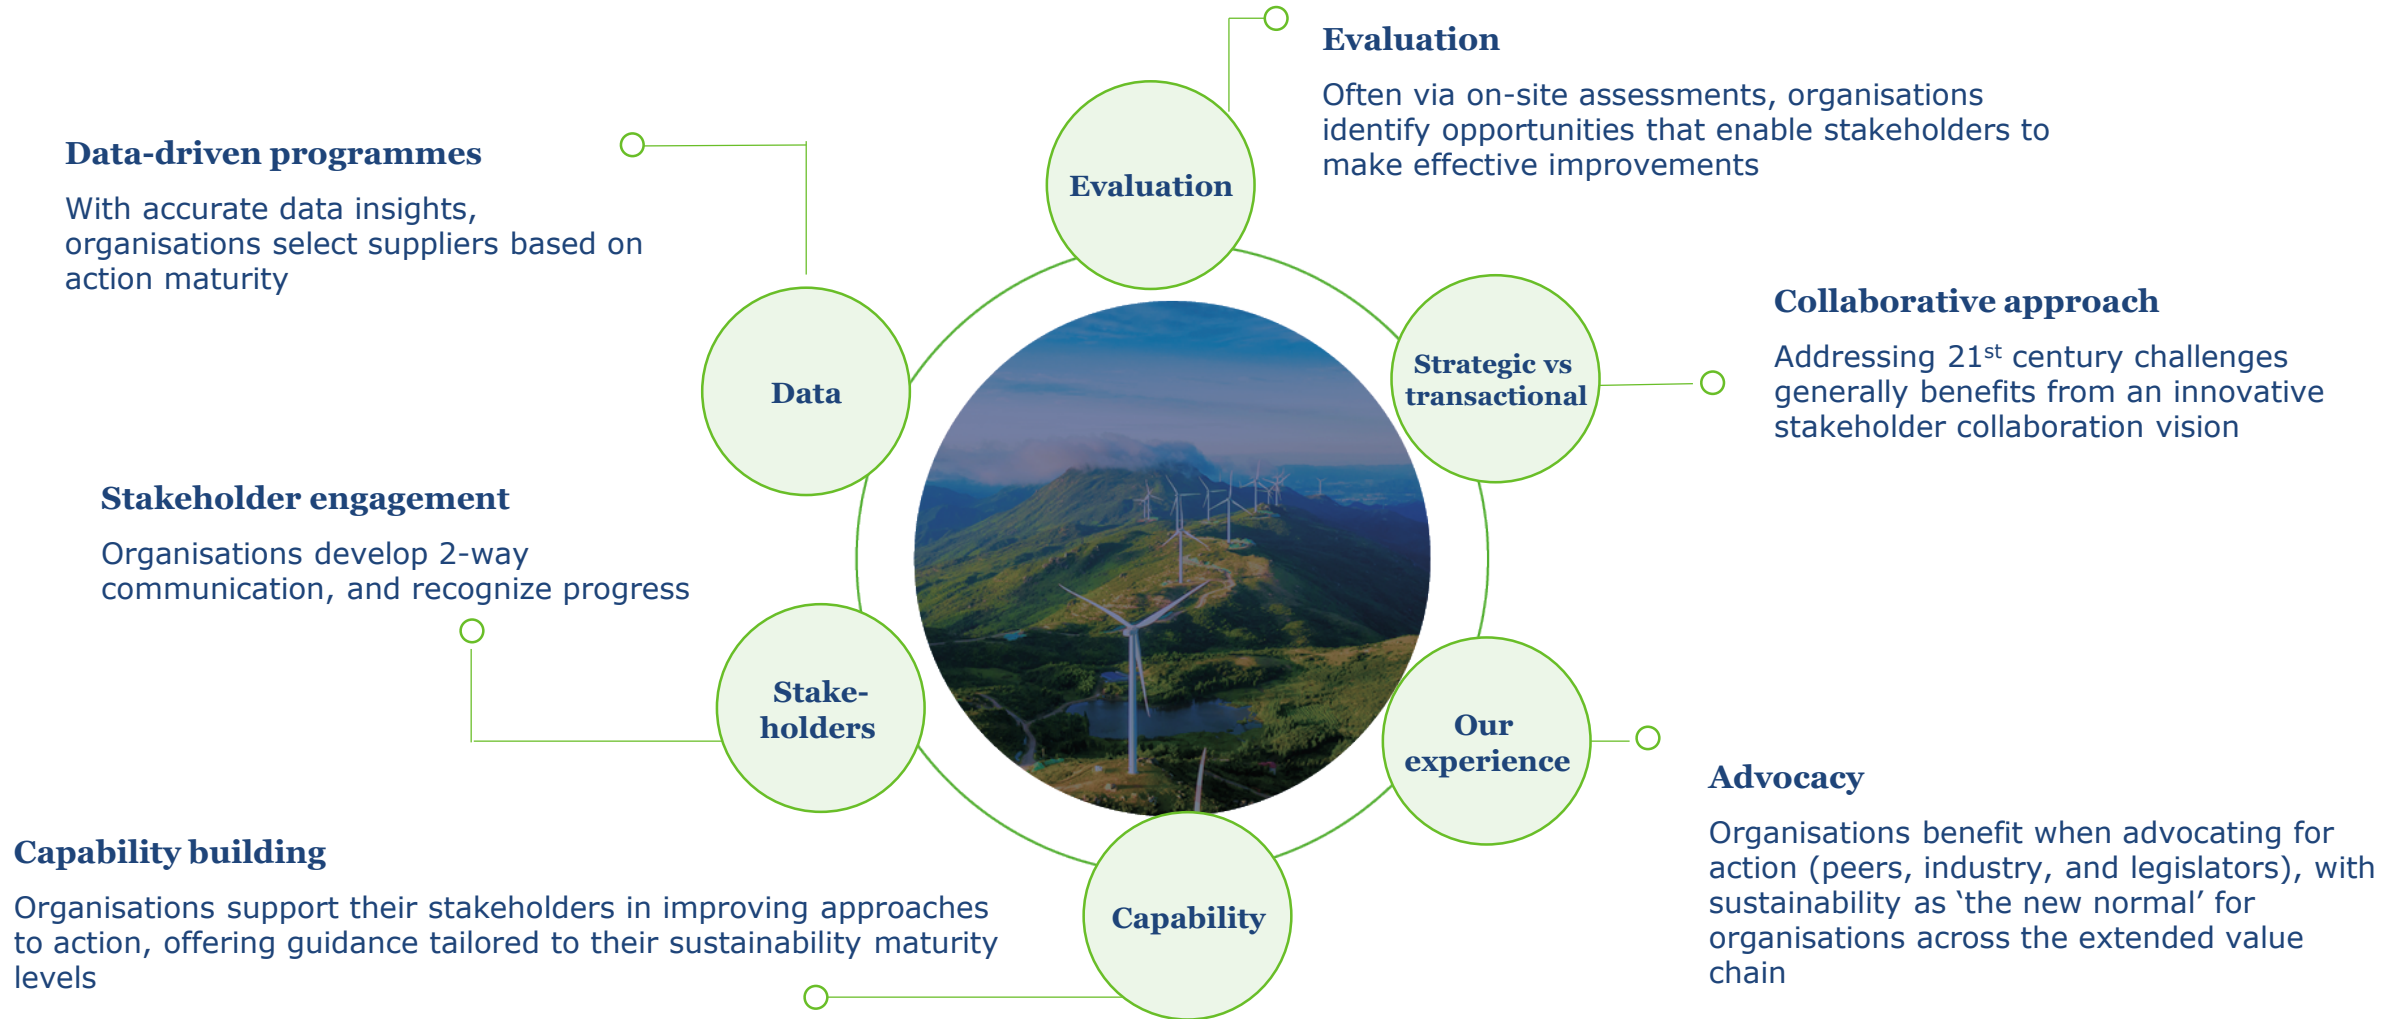 Evaluation
Often via on-site assessments, organisations
identify opportunities that enable stakeholders to
make effective improvements
Data-driven programmes
With accurate data insights,
organisations select suppliers based on
action maturity
Evaluation
Collaborative approach
Addressing 21st century challenges
generally benefits from an innovative
stakeholder collaboration vision
Strategic vs
transactional
Data
Stakeholder engagement
Organisations develop 2-way
communication, and recognize progress
Stake-
holders
Our
experience
Advocacy
Organisations benefit when advocating for
action (peers, industry, and legislators), with
sustainability as ‘the new normal’ for
organisations across the extended value
chain
Capability building
Organisations support their stakeholders in improving approaches
to action, offering guidance tailored to their sustainability maturity
levels
Capability